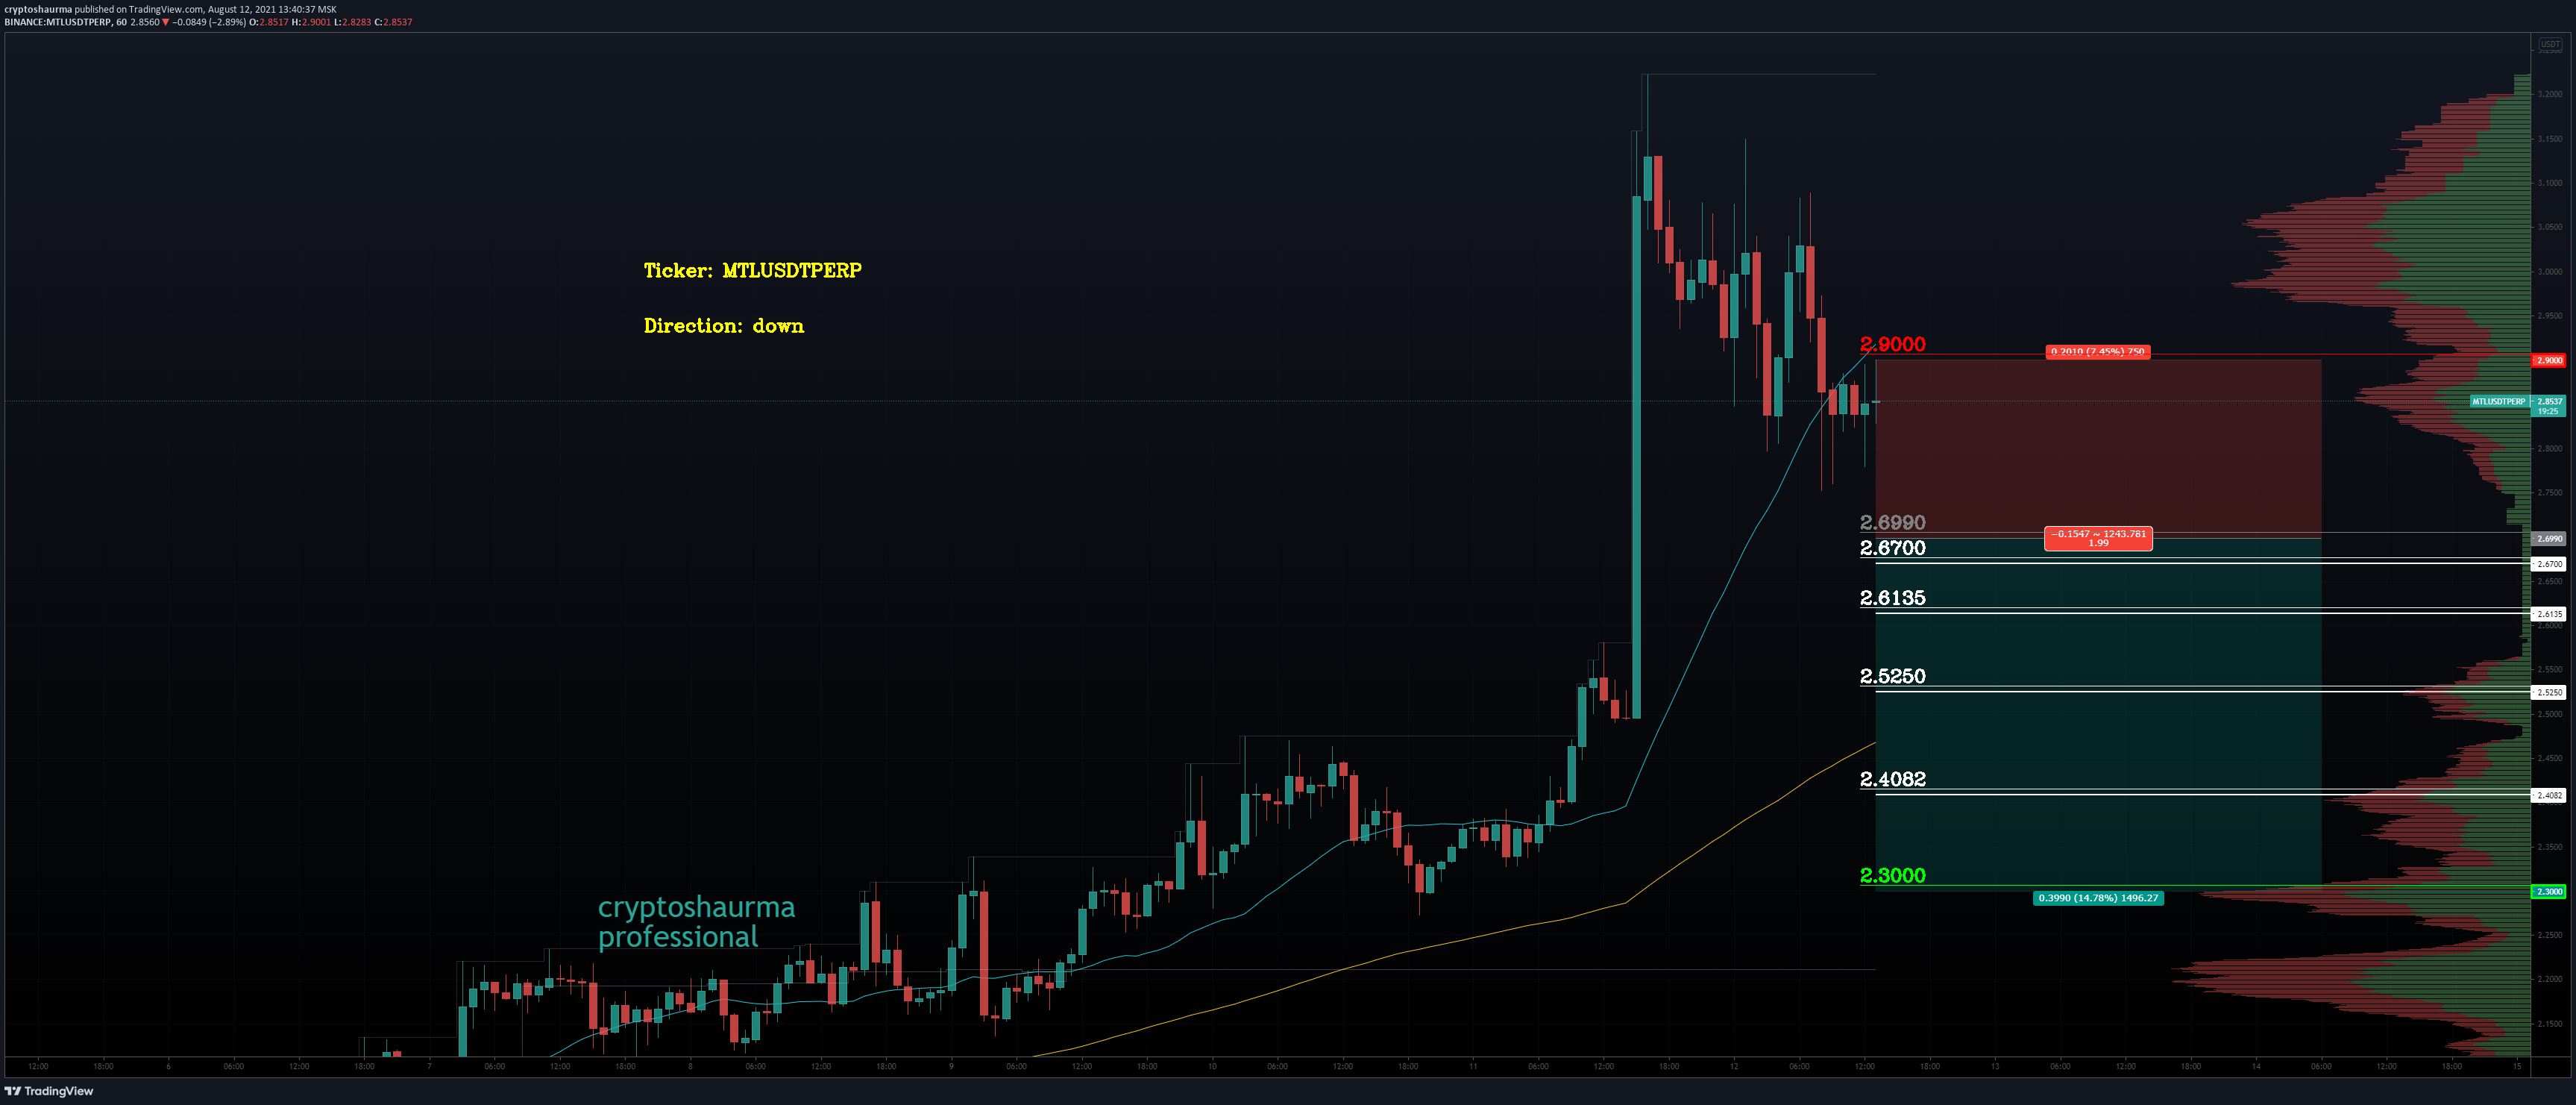 cryptoshaurma published on TradingView.com, August 12, 2021 13:40:37 MSK
BINANCE:MTLUSDTPERP, 60 2.8560 ▼ −0.0849 (−2.89%) O:2.8517 H:2.9001 L:2.8283 C:2.8537
USDT
3.2000
3.1500
3.1000
3.0500
3.0000
2.9500
Ticker: MTLUSDTPERP
Direction: down
2.9000
0.2010 (7.45%) 750
2.9000
MTLUSDTPERP 2.8537
19:25
2.8000
2.7500
2.6990
−0.1547 ~ 1243.781
1.99
2.6990
2.6700
2.6700
2.6500
2.6135
2.6135
2.6000
2.5500
2.5250
2.5250
2.5000
2.4500
2.4082
2.4082
2.3500
2.3000
2.3000
0.3990 (14.78%) 1496.27
cryptoshaurma
professional
2.2500
2.2000
2.1500
12:00 18:00 6 06:00 12:00 18:00 7 06:00 12:00 18:00 8 06:00 12:00 18:00 9 06:00 12:00 18:00 10 06:00 12:00 18:00 11 06:00 12:00 18:00 12 06:00 12:00 18:00 13 06:00 12:00 18:00 14 06:00 12:00 18:00 15
TradingView